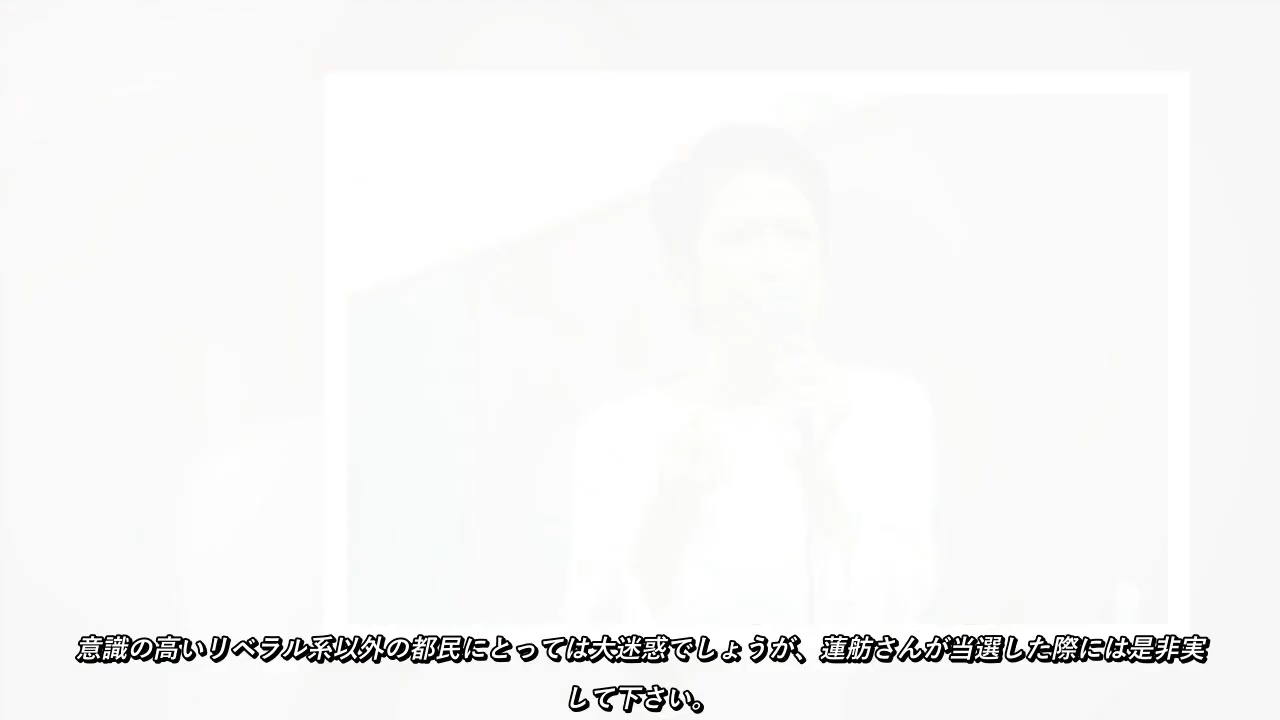 意識の高いリベラル系以外の都民にとっては大迷惑でしょうが、蓮舫さんが当選した際には是非実
して下さい。